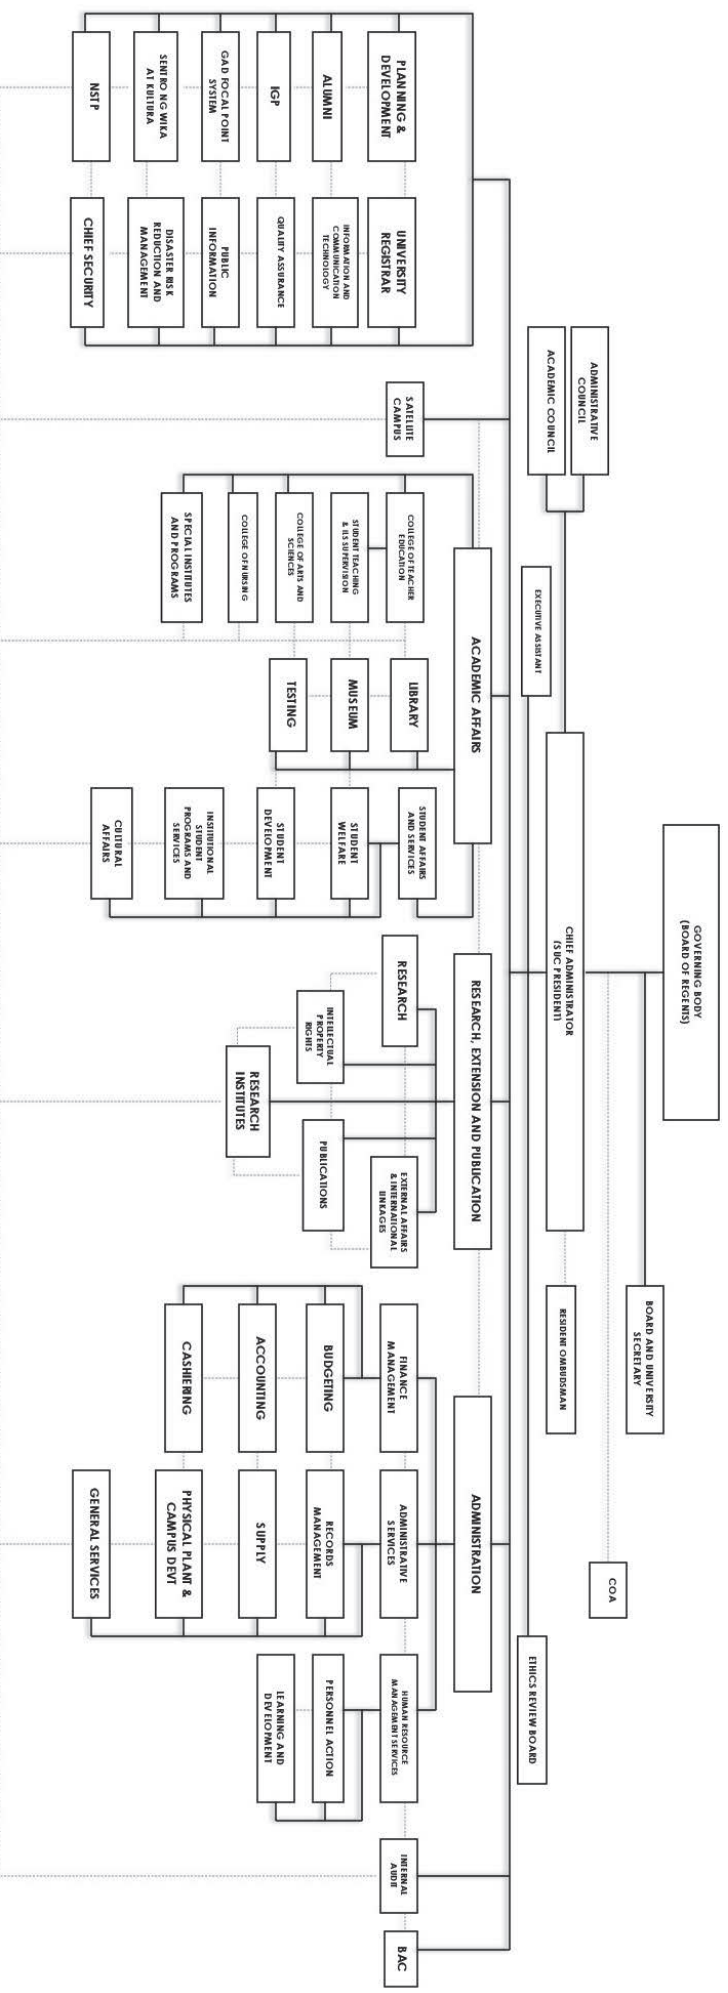 GOVERNING BODY
(BOARD OF REGENTS)
BOARD AND UNIVERSITY
SECRETARY
COA
CHIEF ADMINISTRATOR
(SUC PRESIDENT)
RESIDENT OMBUDSMAN
ADMINISTRATIVE
COUNCIL
ACADEMIC COUNCIL
EXECUTIVE ASSISTANT
ETHICS REVIEW BOARD
ACADEMIC AFFAIRS
RESEARCH, EXTENSION AND PUBLICATION
ADMINISTRATION
PLANNING &
DEVELOPMENT
UNIVERSITY
REGISTRAR
ALUMNI
INFORMATION AND
COMMUNICATION
TECHNOLOGY
IGP
QUALITY ASSURANCE
GAD FOCAL POINT
SYSTEM
PUBLIC
INFORMATION
SENTRO NG WIKA
AT KULTURA
DISASTER RISK
REDUCTION AND
MANAGEMENT
NSTP
CHIEF SECURITY
SATELLITE
CAMPUS
COLLEGE OF TEACHER
EDUCATION
STUDENT TEACHING
& ILS SUPERVISION
COLLEGE OF ARTS AND
SCIENCES
COLLEGE OF NURSING
SPECIAL INSTITUTES
AND PROGRAMS
LIBRARY
MUSEUM
TESTING
STUDENT AFFAIRS
AND SERVICES
STUDENT
WELFARE
STUDENT
DEVELOPMENT
INSTITUTIONAL
STUDENT
PROGRAMS AND
SERVICES
CULTURAL
AFFAIRS
RESEARCH
INTELLECTUAL
PROPERTY
RIGHTS
RESEARCH
INSTITUTES
PUBLICATIONS
EXTERNAL AFFAIRS
& INTERNATIONAL
LINKAGES
FINANCE
MANAGEMENT
BUDGETING
ACCOUNTING
CASHIERING
ADMINISTRATIVE
SERVICES
RECORDS
MANAGEMENT
SUPPLY
PHYSICAL PLANT &
CAMPUS DEVT
GENERAL SERVICES
HUMAN RESOURCE
MANAGEMENT SERVICES
PERSONNEL ACTION
LEARNING AND
DEVELOPMENT
INTERNAL
AUDIT
BAC